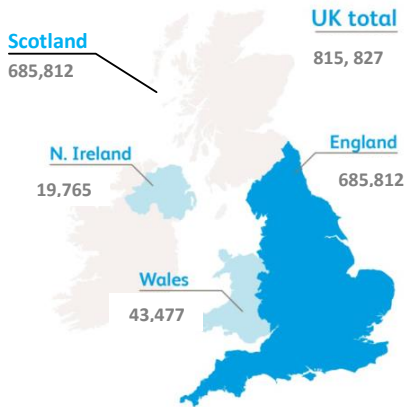 UK total
815, 827
Scotland
685,812
England
685,812
N. Ireland
19,765
Wales
43,477